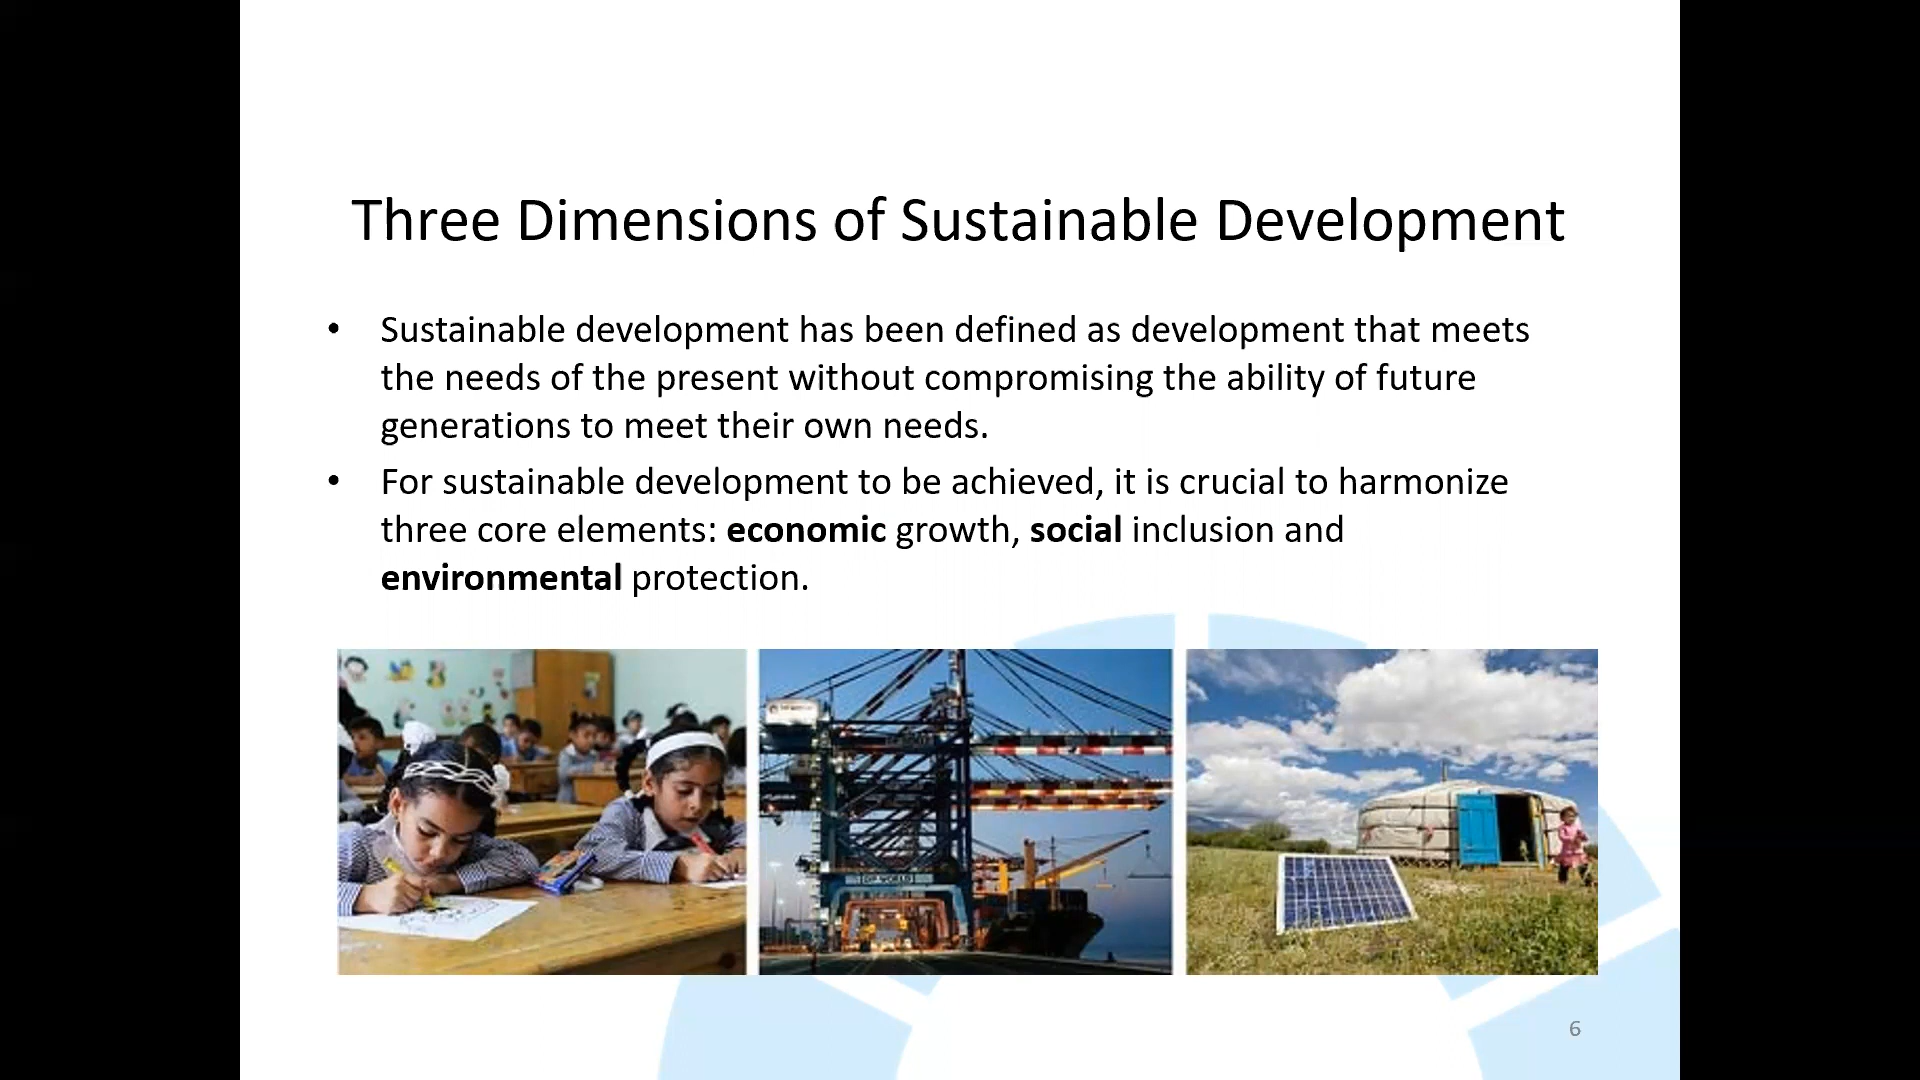 Three Dimensions of Sustainable Development
• Sustainable development has been defined as development that meets
the needs of the present without compromising the ability of future
generations to meet their own needs.
• For sustainable development to be achieved, it is crucial to harmonize
three core elements: economic growth, social inclusion and
environmental protection.
DP WORLD
6